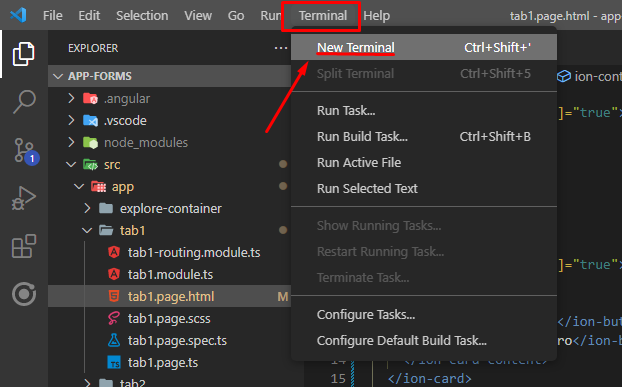 File Edit Selection View Go Run Terminal Help tab1.page.html - app
EXPLORER
APP-FORMS
.angular
.vscode
node_modules
src
app
explore-container
tab1
tab1-routing.module.ts
tab1.module.ts
tab1.page.html M
tab1.page.scss
tab1.page.spec.ts
tab1.page.ts
tab2
1
New Terminal Ctrl+Shift+'
Split Terminal Ctrl+Shift+5
Run Task...
Run Build Task... Ctrl+Shift+B
Run Active File
Run Selected Text
Show Running Tasks...
Restart Running Task...
Terminate Task...
Configure Tasks...
Configure Default Build Task...
ion-conte
]="true">
]="true">
</ion-but
ro</ion-b
14 </ion-card-content>
15 </ion-card>